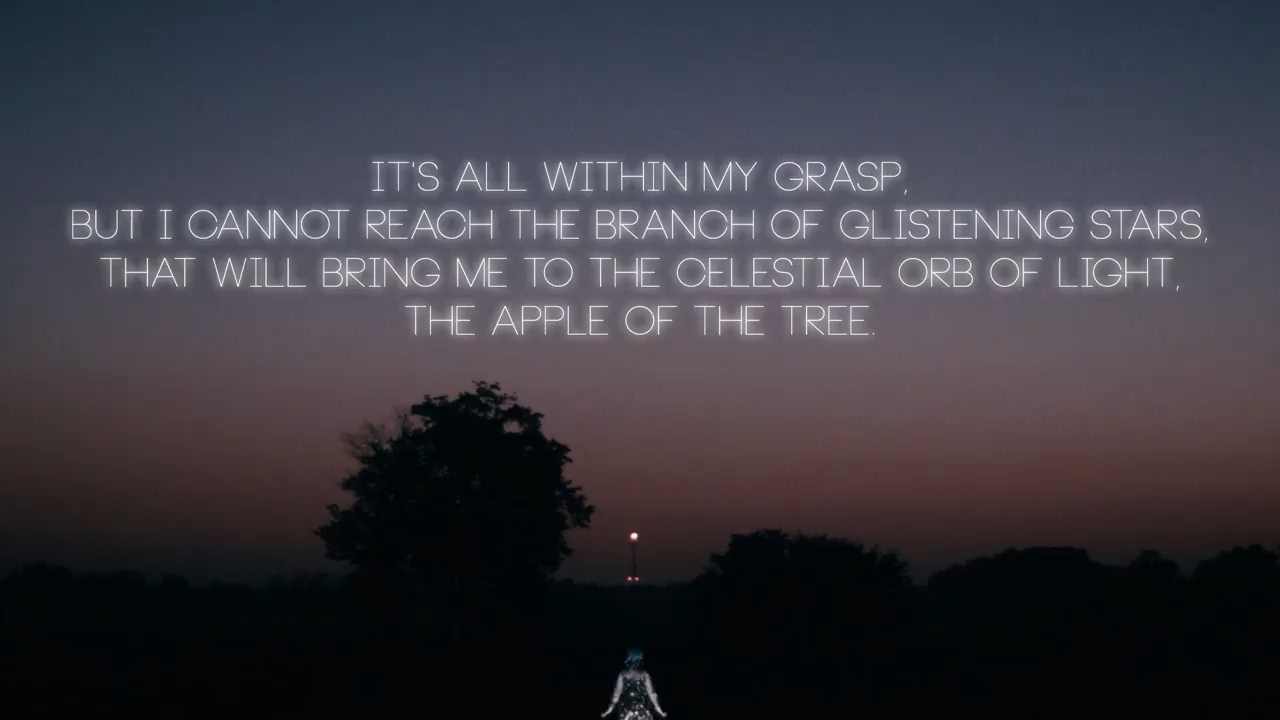 IT'S ALL WITHIN MY GRASP,
BUT I CANNOT REACH THE BRANCH OF GLISTENING STARS,
THAT WILL BRING ME TO THE CELESTIAL ORB OF LIGHT,
THE APPLE OF THE TREE.